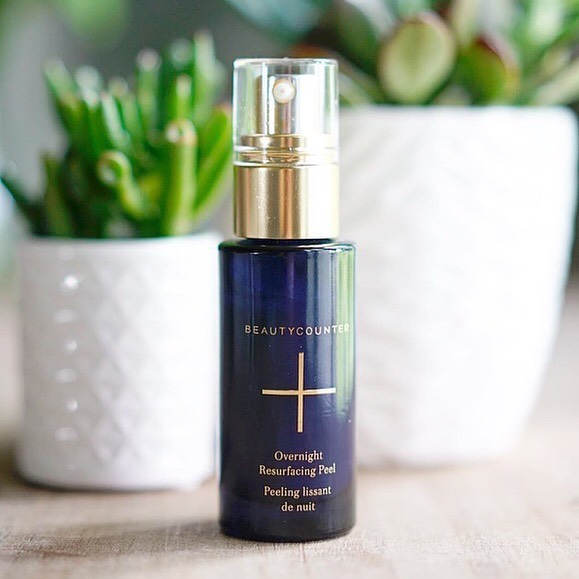 BEAUTYCOUNTER
Overnight
Resurfacing Peel
Peeling lissant
de nuit